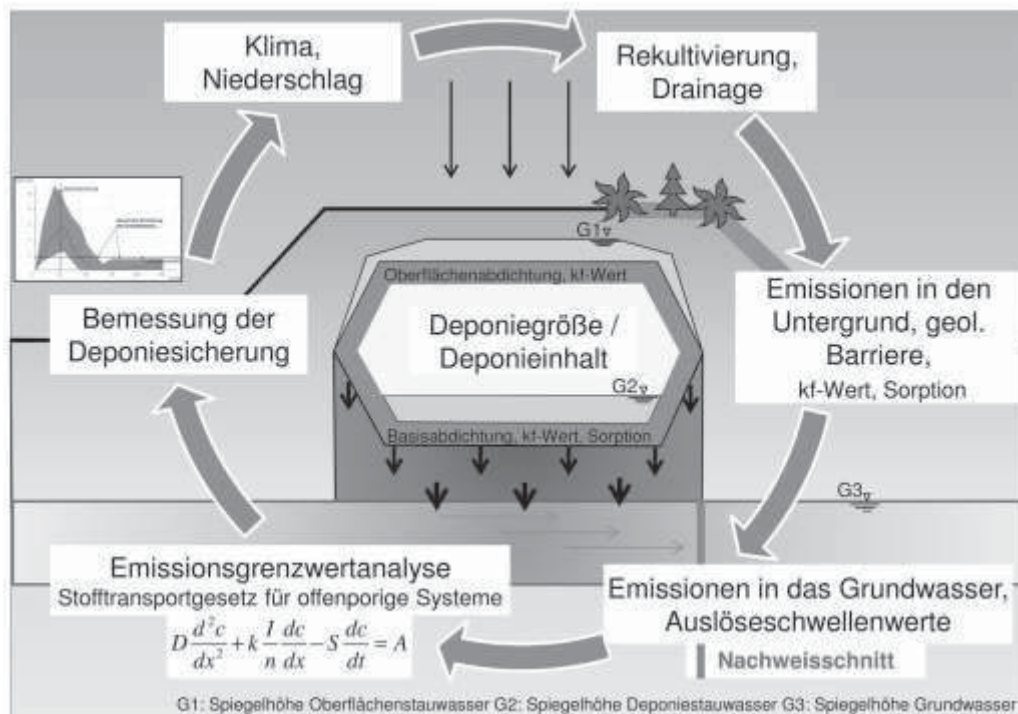 Klima,
Niederschlag
Rekultivierung,
Drainage
G1
Oberflächenabdichtung, kf-Wert
Bemessung der
Deponiesicherung
Deponiegröße /
Deponieinhalt
Emissionen in den
Untergrund, geol.
Barriere,
kf-Wert, Sorption
G2
Basisabdichtung, kf-Wert, Sorption
G3
Emissionsgrenzwertanalyse
Stofftransportgesetz für offenporige Systeme
D d²c/dx² + k I/n dc/dx − S dc/dt = A
Emissionen in das Grundwasser,
Auslöseschwellenwerte
Nachweisschnitt
G1: Spiegelhöhe Oberflächenstauwasser G2: Spiegelhöhe Deponiestauwasser G3: Spiegelhöhe Grundwasser